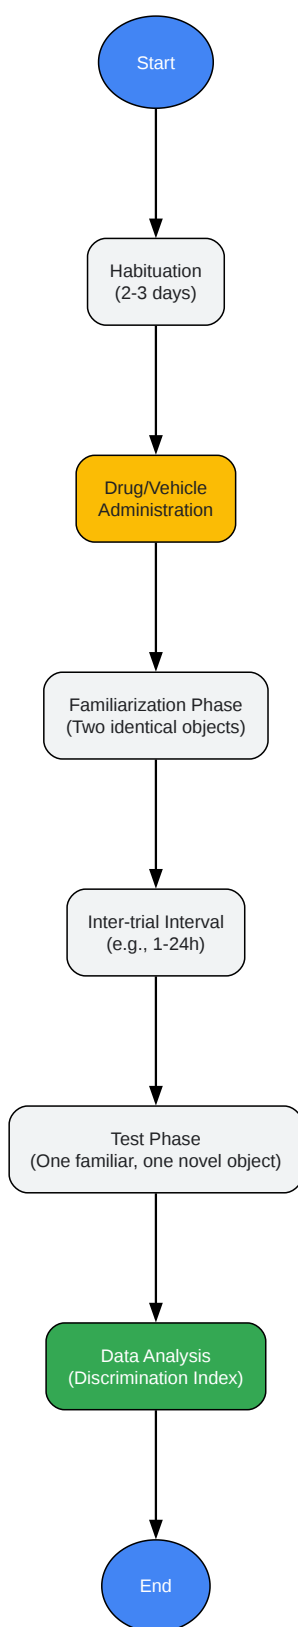 Start
Habituation
(2-3 days)
Drug/Vehicle
Administration
Familiarization Phase
(Two identical objects)
Inter-trial Interval
(e.g., 1-24h)
Test Phase
(One familiar, one novel object)
Data Analysis
(Discrimination Index)
End